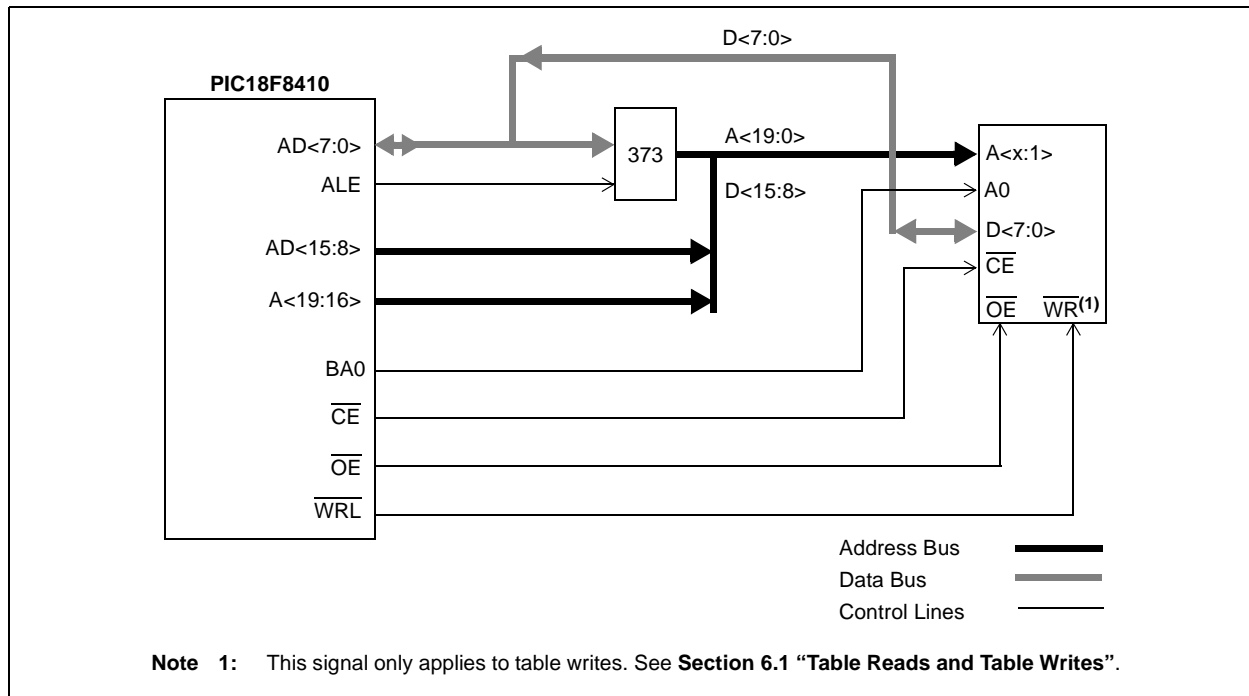 D<7:0>
PIC18F8410
AD<7:0>
373
A<19:0>
A<x:1>
ALE
D<15:8>
A0
D<7:0>
AD<15:8>
CE
A<19:16>
OE WR(1)
BA0
CE
OE
WRL
Address Bus
Data Bus
Control Lines
Note 1: This signal only applies to table writes. See Section 6.1 “Table Reads and Table Writes”.